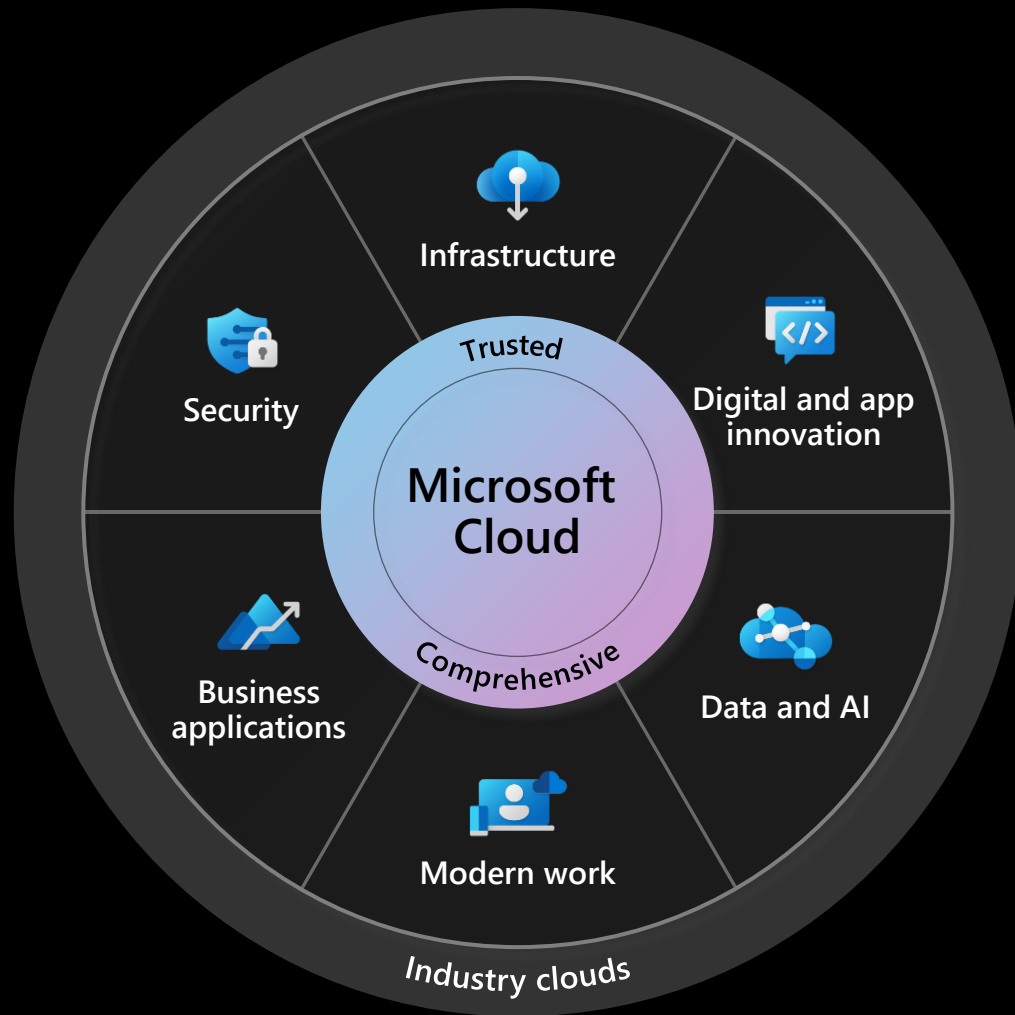 Infrastructure
Trusted
Security
Digital and app
innovation
Microsoft
Cloud
Comprehensive
Business
applications
Data and AI
Modern work
Industry clouds